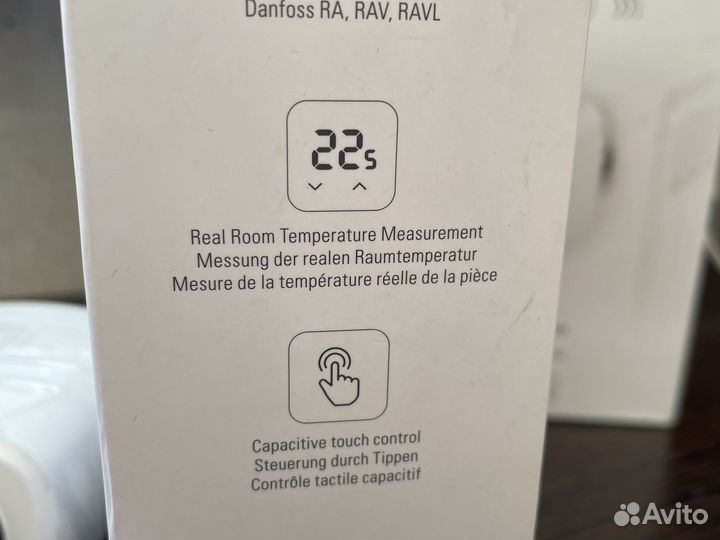 Danfoss RA, RAV, RAVL
225
Real Room Temperature Measurement
Messung der realen Raumtemperatur
Mesure de la température réelle de la pièce
Capacitive touch control
Steuerung durch Tippen
Contrôle tactile capacitif
Avito